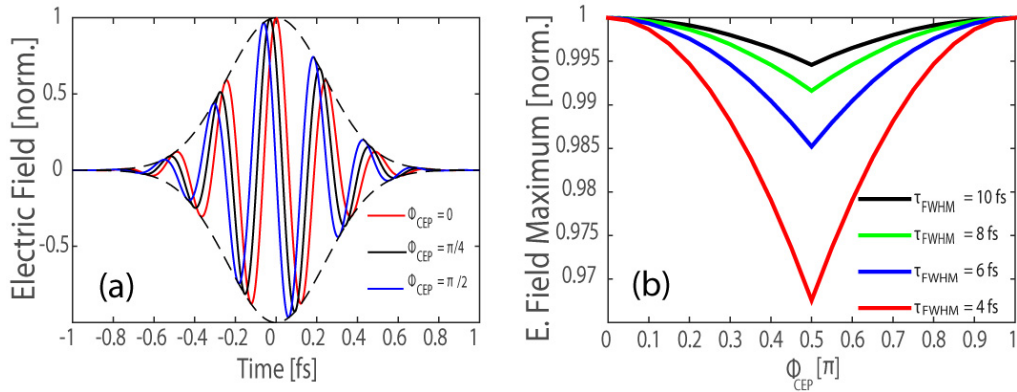 Electric Field [norm.]
1
0.5
0
-0.5
(a)
Φ_CEP = 0
Φ_CEP = π/4
Φ_CEP = π/2
-1 -0.8 -0.6 -0.4 -0.2 0 0.2 0.4 0.6 0.8 1
Time [fs]
E. Field Maximum [norm.]
1
0.995
0.99
0.985
0.98
0.975
0.97
(b)
τ_FWHM = 10 fs
τ_FWHM = 8 fs
τ_FWHM = 6 fs
τ_FWHM = 4 fs
0 0.1 0.2 0.3 0.4 0.5 0.6 0.7 0.8 0.9 1
Φ_CEP [π]